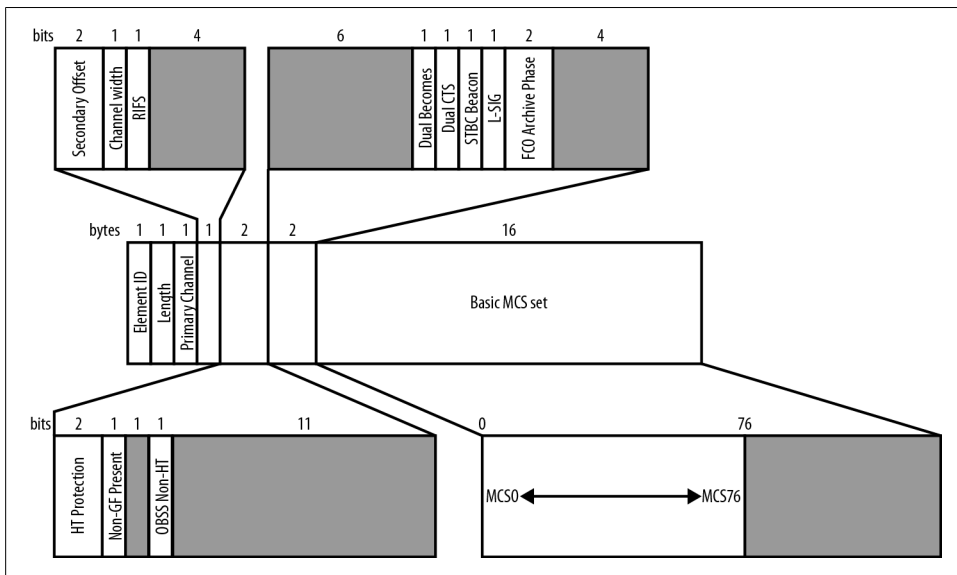 bits 2 1 1 4 6 1 1 1 1 2 4
Secondary Offset
Channel width
RIFS
Dual Becomes
Dual CTS
STBC Beacon
L-SIG
FCO Archive Phase
bytes 1 1 1 1 2 2 16
Element ID
Length
Primary Channel
Basic MCS set
bits 2 1 1 1 11 0 76
HT Protection
Non-GF Present
OBSS Non-HT
MCS0 MCS76